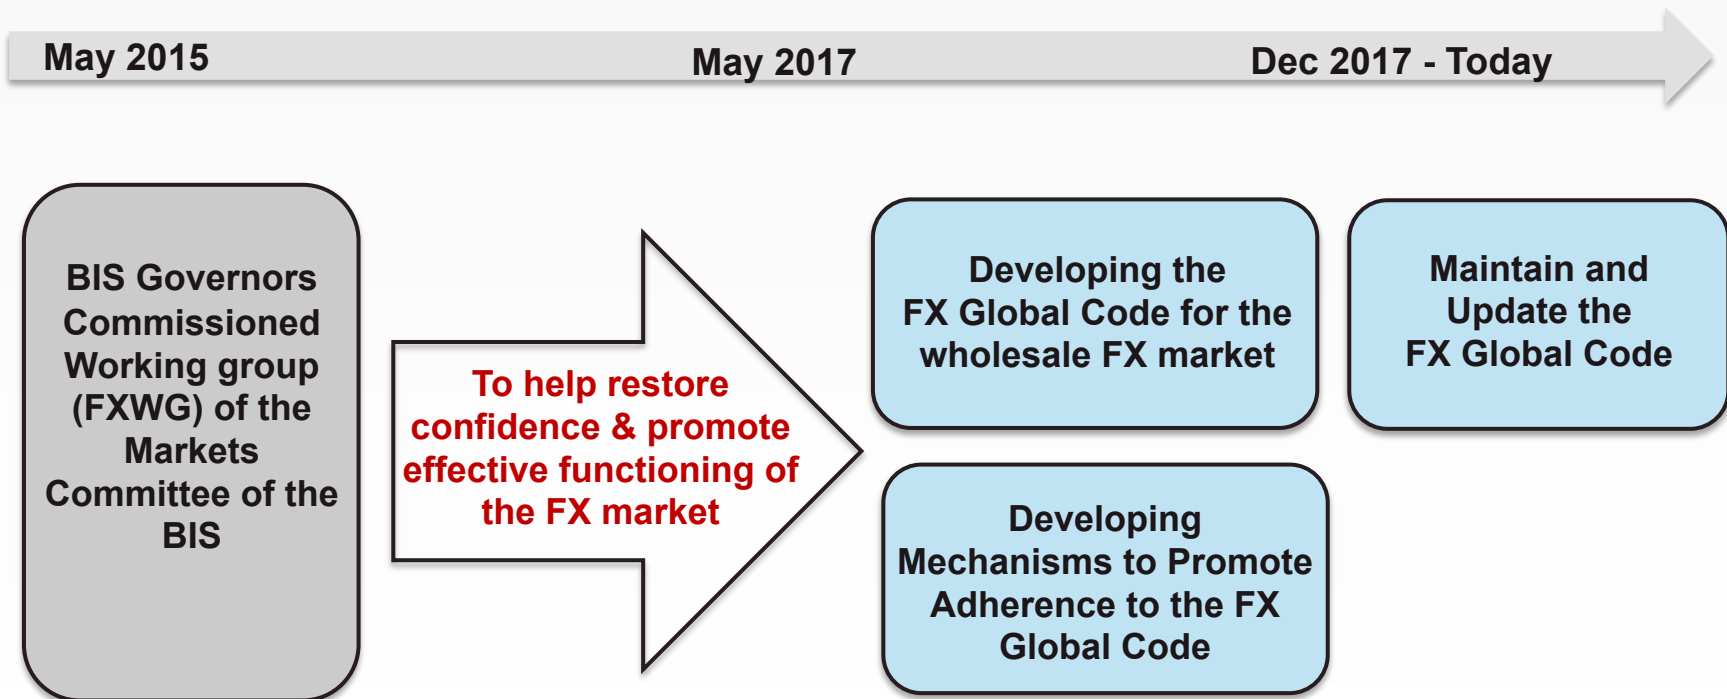 May 2015
May 2017
Dec 2017 - Today
BIS Governors
Commissioned
Working group
(FXWG) of the
Markets
Committee of the
BIS
To help restore
confidence & promote
effective functioning of
the FX market
Developing the
FX Global Code for the
wholesale FX market
Maintain and
Update the
FX Global Code
Developing
Mechanisms to Promote
Adherence to the FX
Global Code